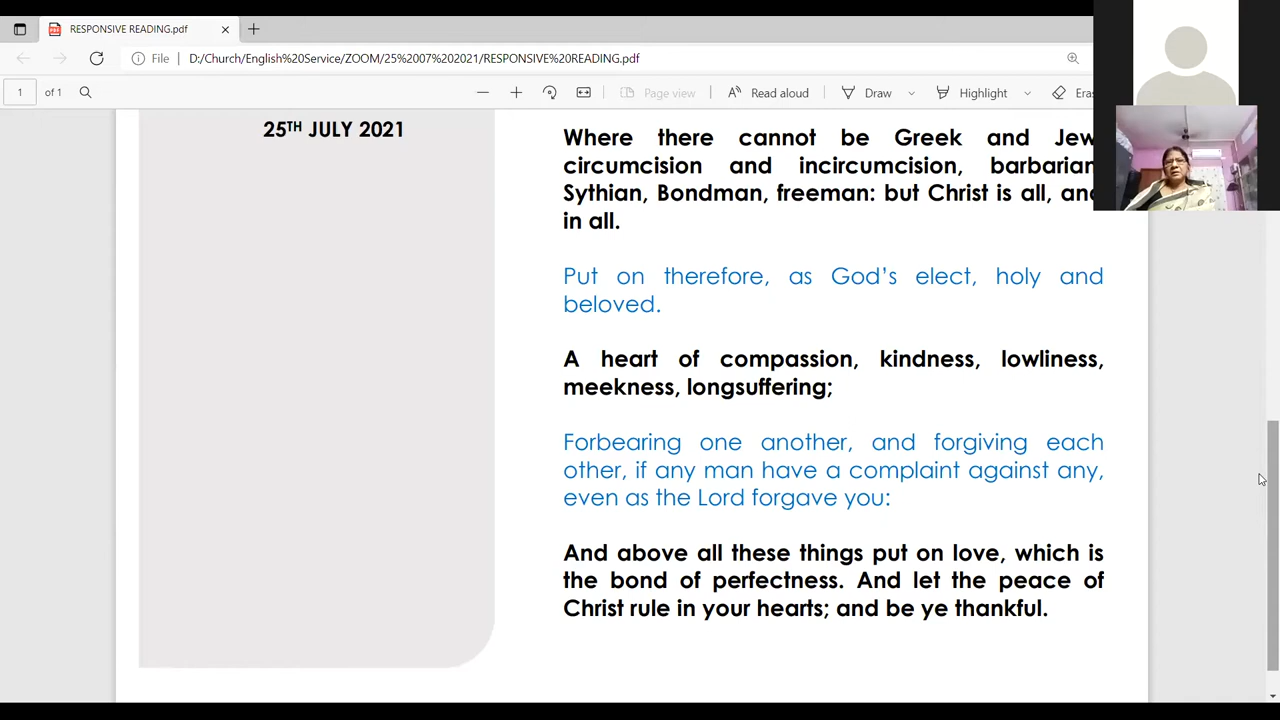 RESPONSIVE READING.pdf
File D:/Church/English%20Service/ZOOM/25%2007%202021/RESPONSIVE%20READING.pdf
1 of 1 Page view Read aloud Draw Highlight
25TH JULY 2021
Where there cannot be Greek and Jew
circumcision and incircumcision, barbarian
Sythian, Bondman, freeman: but Christ is all, and
in all.
Put on therefore, as God's elect, holy and
beloved.
A heart of compassion, kindness, lowliness,
meekness, longsuffering;
Forbearing one another, and forgiving each
other, if any man have a complaint against any,
even as the Lord forgave you:
And above all these things put on love, which is
the bond of perfectness. And let the peace of
Christ rule in your hearts; and be ye thankful.